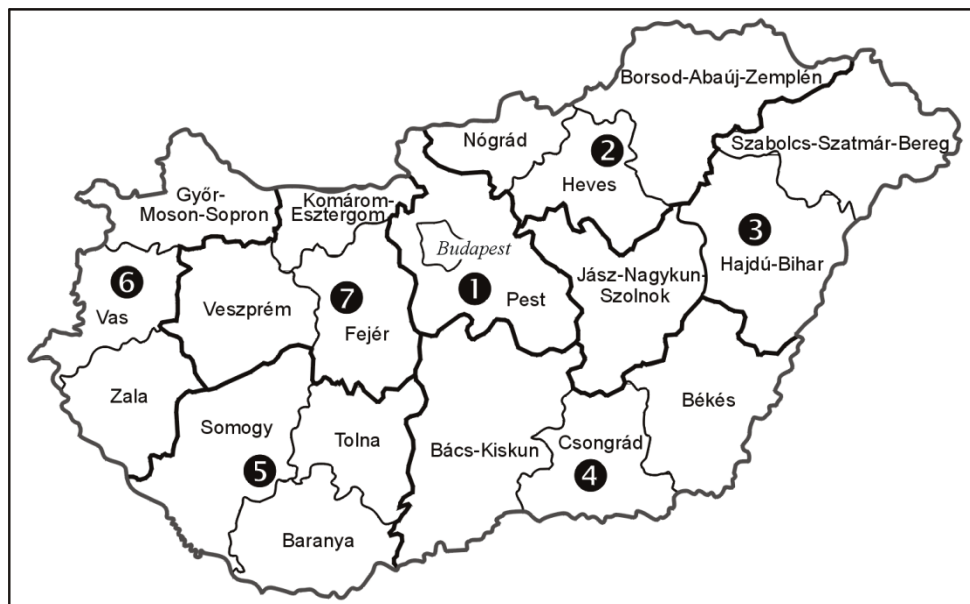 Borsod-Abaúj-Zemplén
Nógrád
2
Szabolcs-Szatmár-Bereg
Heves
Győr-
Moson-Sopron
Komárom-
Esztergom
Budapest
3
Hajdú-Bihar
6
Vas
Veszprém
7
Fejér
1
Pest
Jász-Nagykun-
Szolnok
Zala
Somogy
5
Tolna
Bács-Kiskun
Csongrád
4
Békés
Baranya